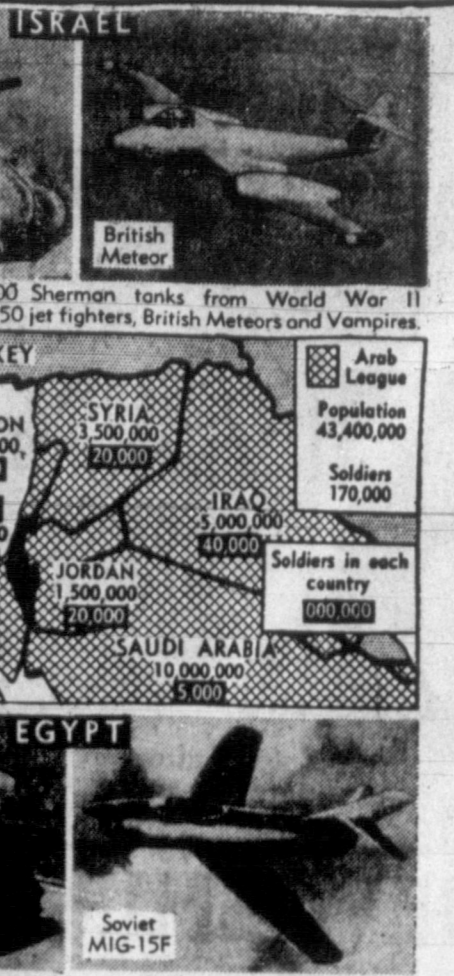 ISRAEL
British
Meteor
Sherman tanks from World War II
50 jet fighters, British Meteors and Vampires.
KEY
Arab
League
Population
43,400,000
Soldiers
170,000
SYRIA
3,500,000
20,000
ON
IRAQ
5,000,000
40,000
Soldiers in each
country
000,000
JORDAN
1,500,000
20,000
SAUDI ARABIA
10,000,000
5,000
EGYPT
Soviet
MIG-15F